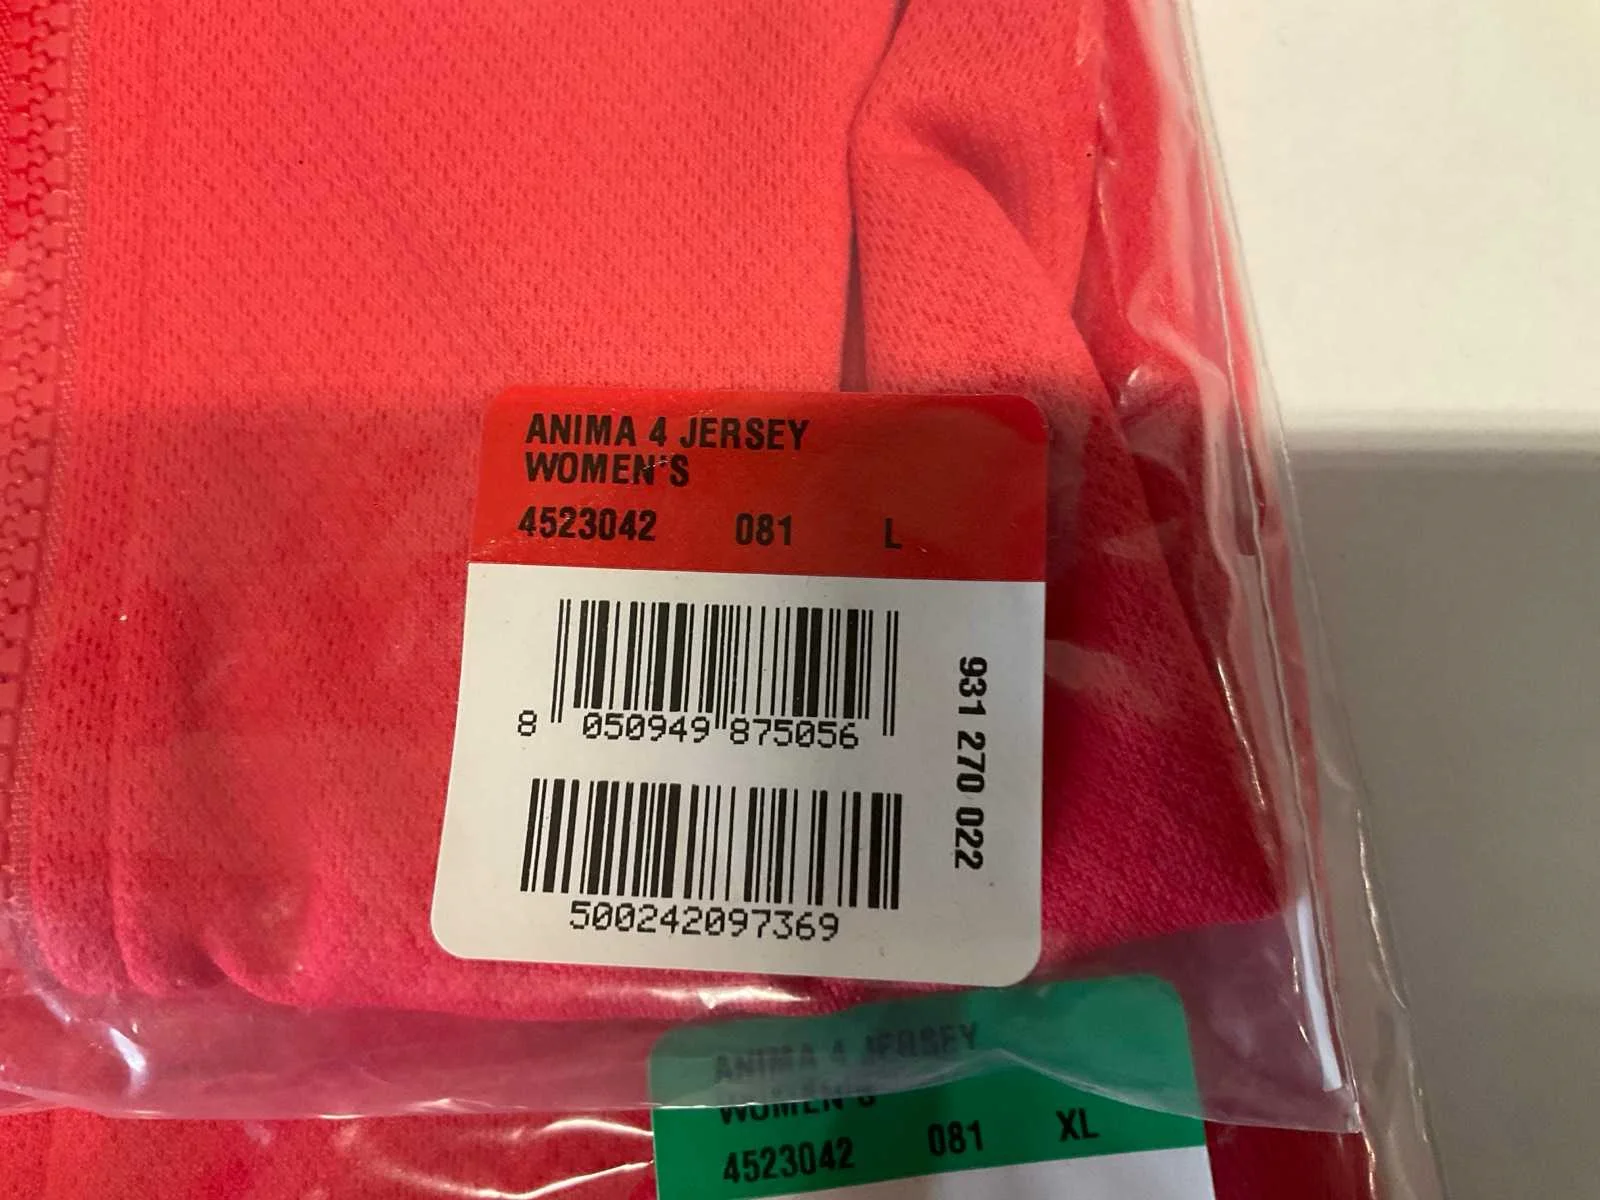 ANIMA 4 JERSEY
WOMEN'S
4523042 081 L
8 050949 875056
931 270 022
500242097369
ANIMA 4 JERSEY
WOMEN'S
4523042 081 XL